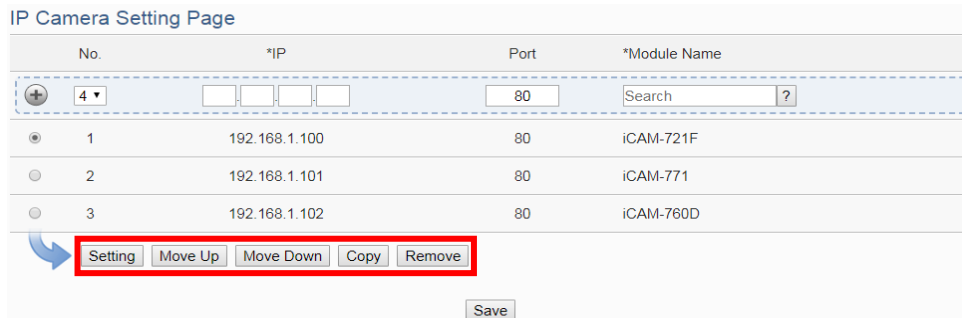 IP Camera Setting Page
No. *IP Port *Module Name
4 . . . 80 Search ?
1 192.168.1.100 80 iCAM-721F
2 192.168.1.101 80 iCAM-771
3 192.168.1.102 80 iCAM-760D
Setting Move Up Move Down Copy Remove
Save